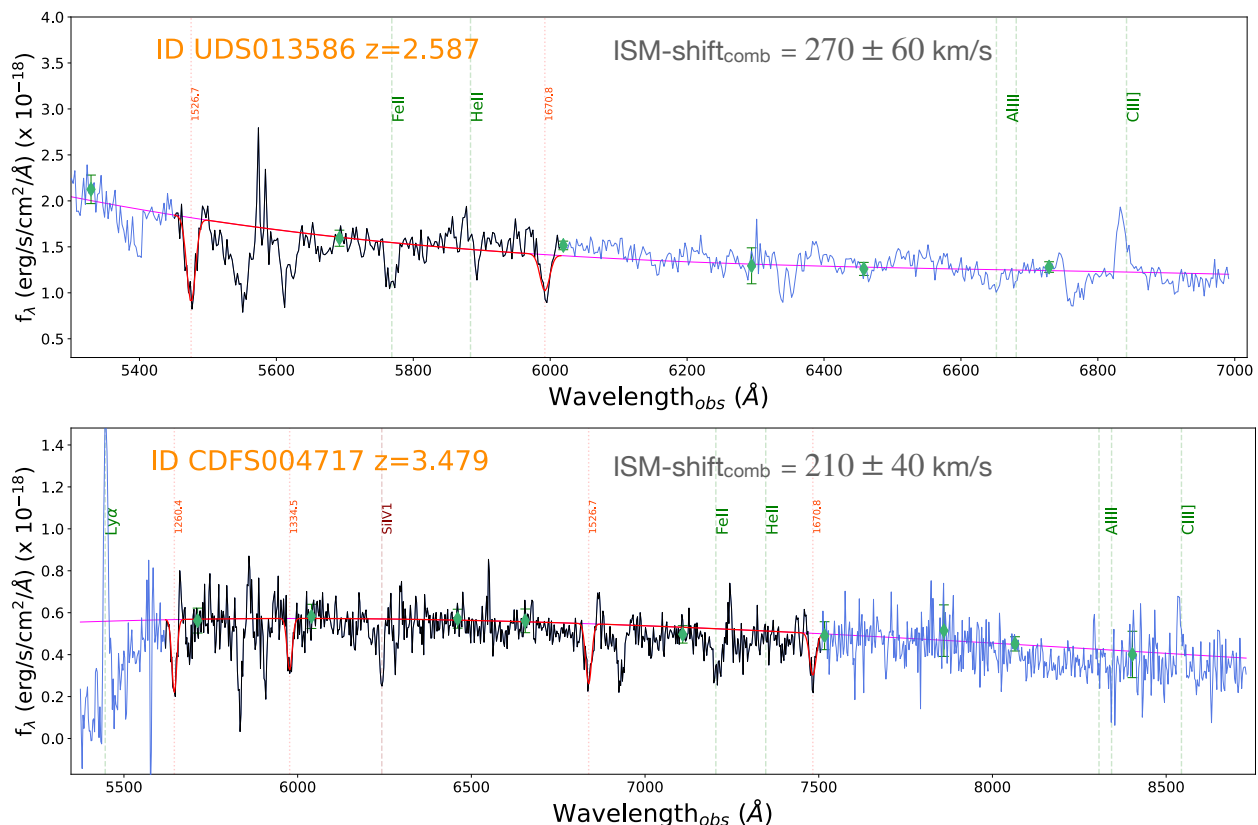 ID UDS013586 z=2.587
ISM-shift_comb = 270 ± 60 km/s
1526.7
FeII
HeII
1670.8
AlIII
CIII]
f_λ (erg/s/cm²/Å) (x 10⁻¹⁸)
4.0
3.5
3.0
2.5
2.0
1.5
1.0
0.5
5400 5600 5800 6000 6200 6400 6600 6800 7000
Wavelength_obs (Å)
ID CDFS004717 z=3.479
ISM-shift_comb = 210 ± 40 km/s
Lyα
1260.4
1334.5
SiIV1
1526.7
FeII
HeII
1670.8
AlIII
CIII]
f_λ (erg/s/cm²/Å) (x 10⁻¹⁸)
1.4
1.2
1.0
0.8
0.6
0.4
0.2
0.0
5500 6000 6500 7000 7500 8000 8500
Wavelength_obs (Å)